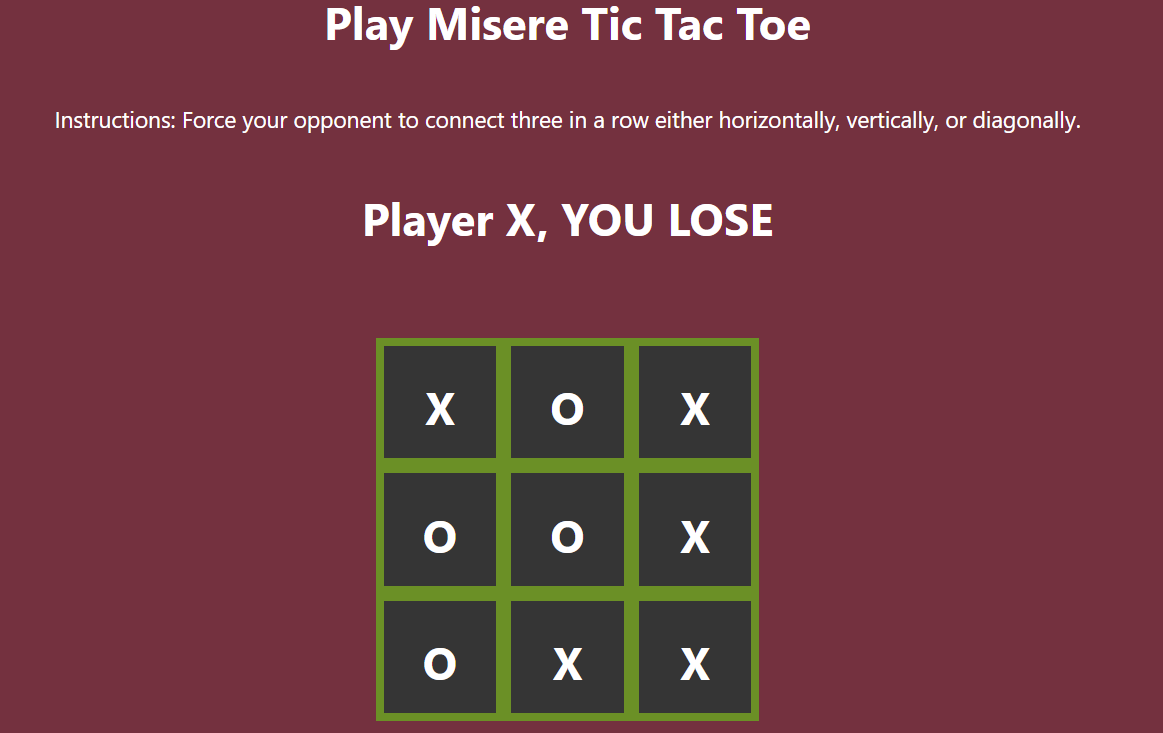 Play Misere Tic Tac Toe
Instructions: Force your opponent to connect three in a row either horizontally, vertically, or diagonally.
Player X, YOU LOSE
X O X
O O X
O X X